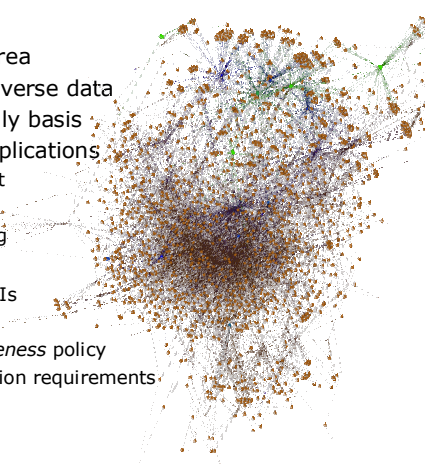 rea
verse data
ly basis
plications
t
g
Is
eness policy
ion requirements